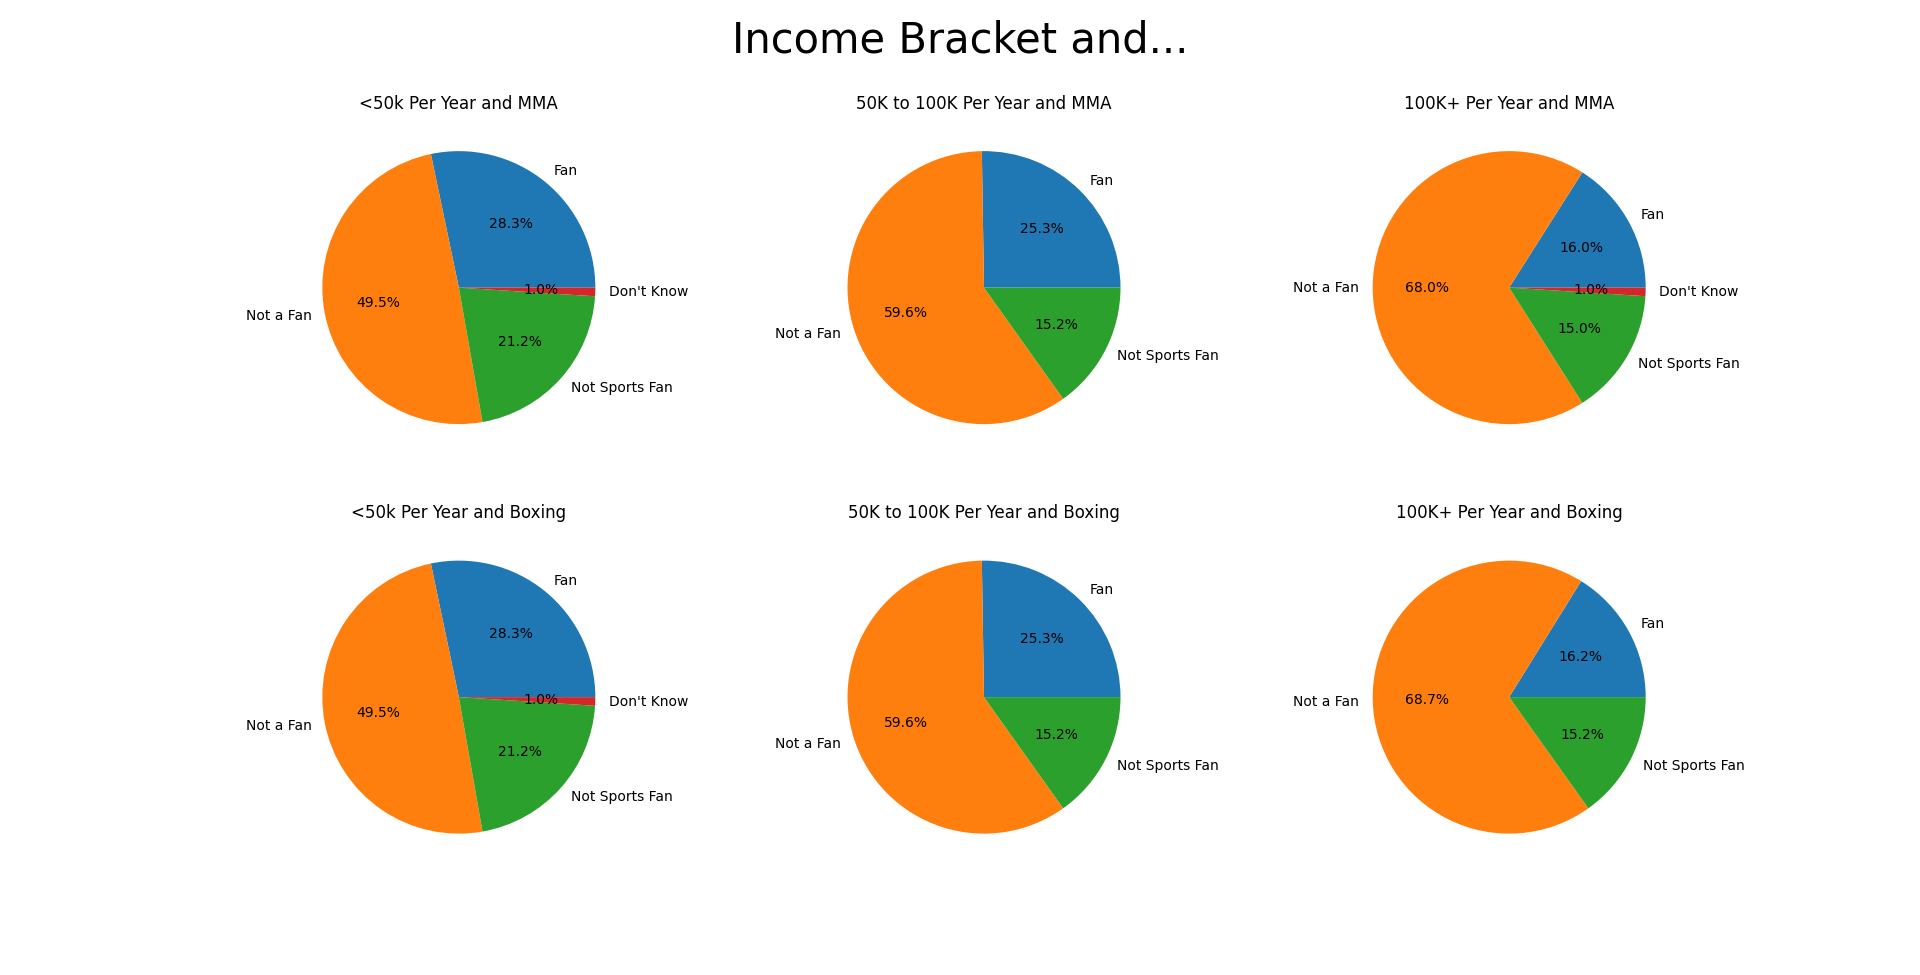 Income Bracket and...
<50k Per Year and MMA
Fan
28.3%
Not a Fan
49.5%
Not Sports Fan
21.2%
Don't Know
1.0%
50K to 100K Per Year and MMA
Fan
25.3%
Not a Fan
59.6%
Not Sports Fan
15.2%
100K+ Per Year and MMA
Fan
16.0%
Not a Fan
68.0%
Not Sports Fan
15.0%
Don't Know
1.0%
<50k Per Year and Boxing
Fan
28.3%
Not a Fan
49.5%
Not Sports Fan
21.2%
Don't Know
1.0%
50K to 100K Per Year and Boxing
Fan
25.3%
Not a Fan
59.6%
Not Sports Fan
15.2%
100K+ Per Year and Boxing
Fan
16.2%
Not a Fan
68.7%
Not Sports Fan
15.2%